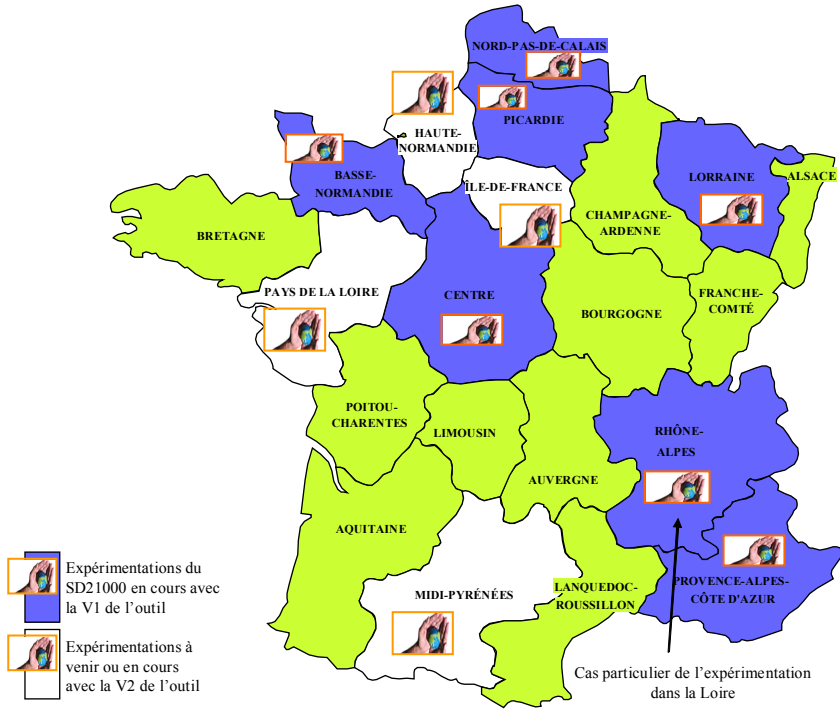 NORD-PAS-DE-CALAIS
PICARDIE
HAUTE-
NORMANDIE
BASSE-
NORMANDIE
ÎLE-DE-FRANCE
LORRAINE
ALSACE
CHAMPAGNE-
ARDENNE
BRETAGNE
PAYS DE LA LOIRE
CENTRE
BOURGOGNE
FRANCHE-
COMTÉ
POITOU-
CHARENTES
LIMOUSIN
AUVERGNE
RHÔNE-
ALPES
AQUITAINE
MIDI-PYRÉNÉES
LANQUEDOC-
ROUSSILLON
PROVENCE-ALPES-
CÔTE D'AZUR
Expérimentations du
SD21000 en cours avec
la V1 de l'outil
Expérimentations à
venir ou en cours
avec la V2 de l'outil
Cas particulier de l'expérimentation
dans la Loire